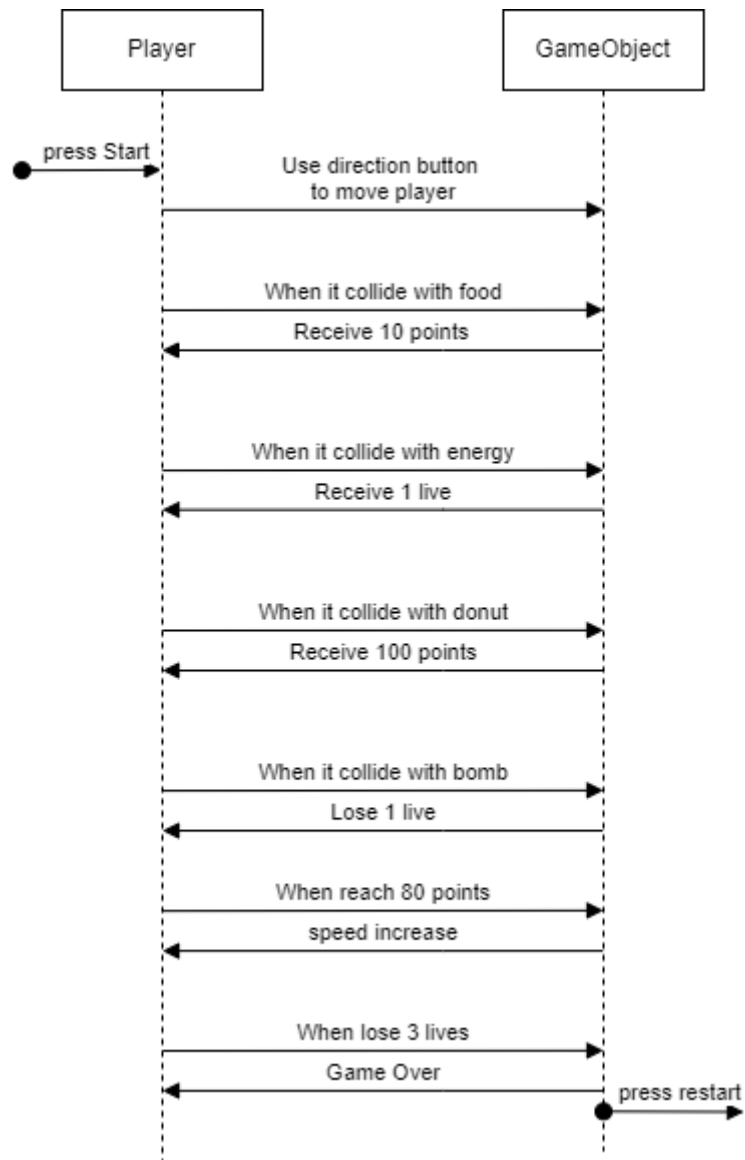 Player
GameObject
press Start
Use direction button
to move player
When it collide with food
Receive 10 points
When it collide with energy
Receive 1 live
When it collide with donut
Receive 100 points
When it collide with bomb
Lose 1 live
When reach 80 points
speed increase
When lose 3 lives
Game Over
press restart